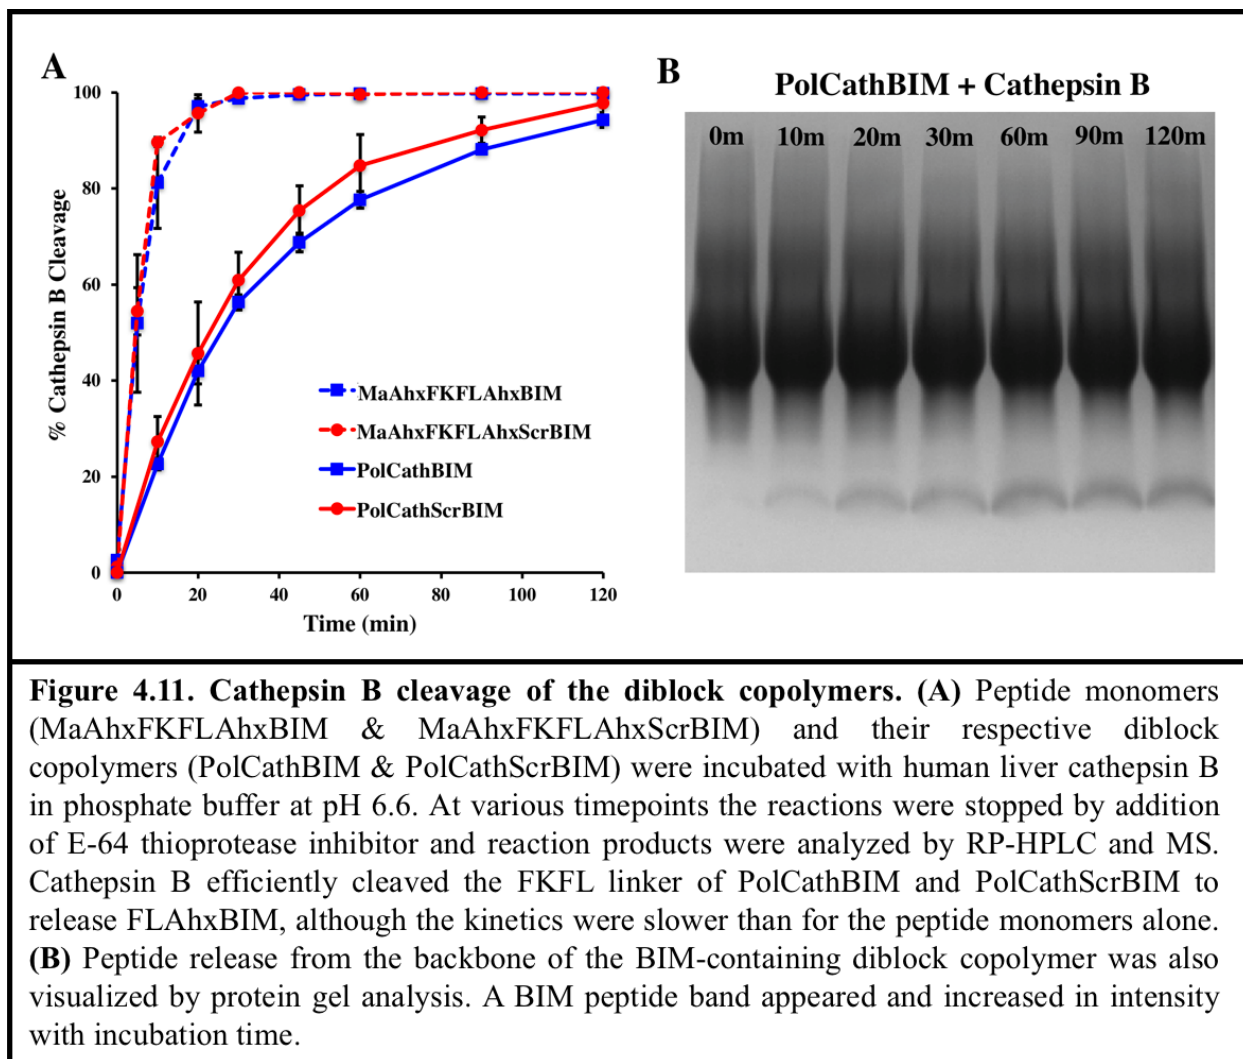 A
100
80
60
40
20
0
% Cathepsin B Cleavage
0 20 40 60 80 100 120
Time (min)
MaAhxFKFLAhxBIM
MaAhxFKFLAhxScrBIM
PolCathBIM
PolCathScrBIM
B
PolCathBIM + Cathepsin B
0m 10m 20m 30m 60m 90m 120m
Figure 4.11. Cathepsin B cleavage of the diblock copolymers. (A) Peptide monomers
(MaAhxFKFLAhxBIM & MaAhxFKFLAhxScrBIM) and their respective diblock
copolymers (PolCathBIM & PolCathScrBIM) were incubated with human liver cathepsin B
in phosphate buffer at pH 6.6. At various timepoints the reactions were stopped by addition
of E-64 thioprotease inhibitor and reaction products were analyzed by RP-HPLC and MS.
Cathepsin B efficiently cleaved the FKFL linker of PolCathBIM and PolCathScrBIM to
release FLAhxBIM, although the kinetics were slower than for the peptide monomers alone.
(B) Peptide release from the backbone of the BIM-containing diblock copolymer was also
visualized by protein gel analysis. A BIM peptide band appeared and increased in intensity
with incubation time.